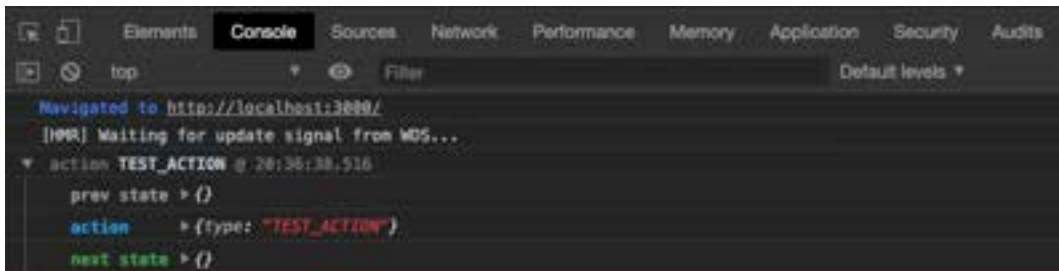 Elements Console Sources Network Performance Memory Application Security Audits
top ▼ Filter Default levels ▼
Navigated to http://localhost:3000/
[HMR] Waiting for update signal from WDS...
▼ action TEST_ACTION @ 20:36:38.516
prev state ▶ {}
action ▶ {type: "TEST_ACTION"}
next state ▶ {}